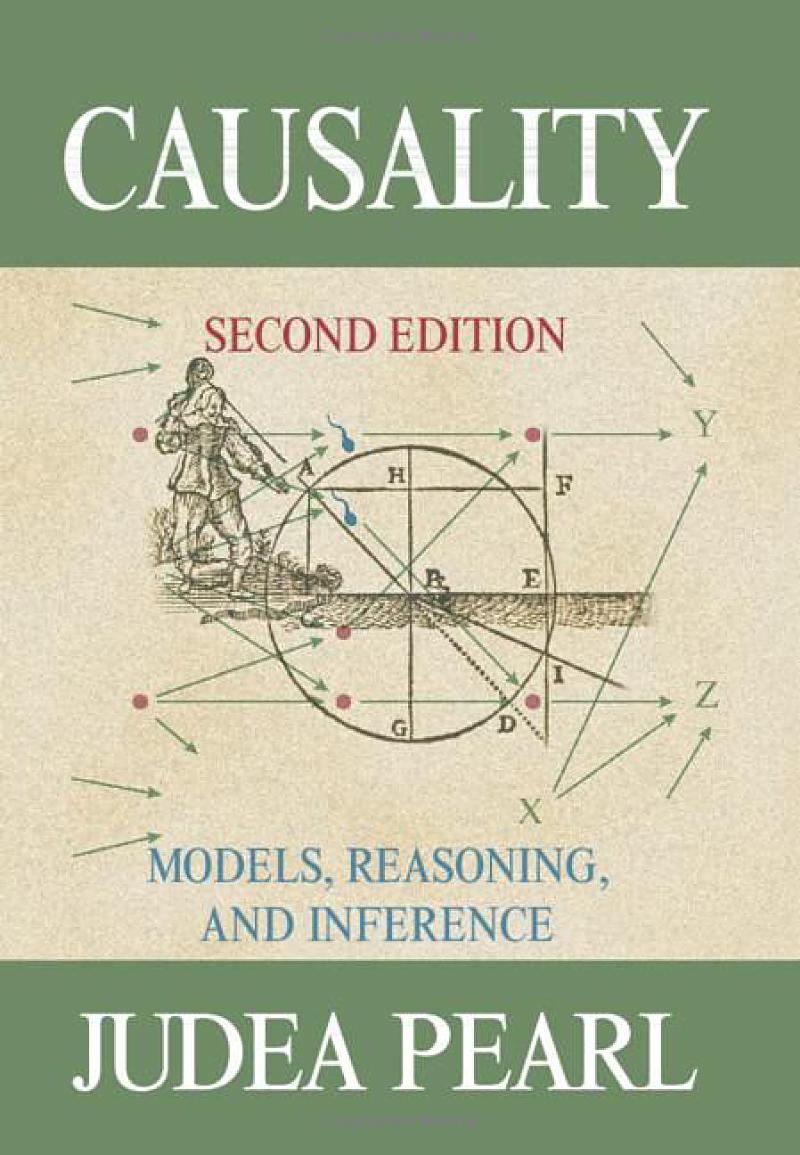 CAUSALITY
SECOND EDITION
Y
A
H
F
B
E
I
Z
G
D
X
MODELS, REASONING,
AND INFERENCE
JUDEA PEARL